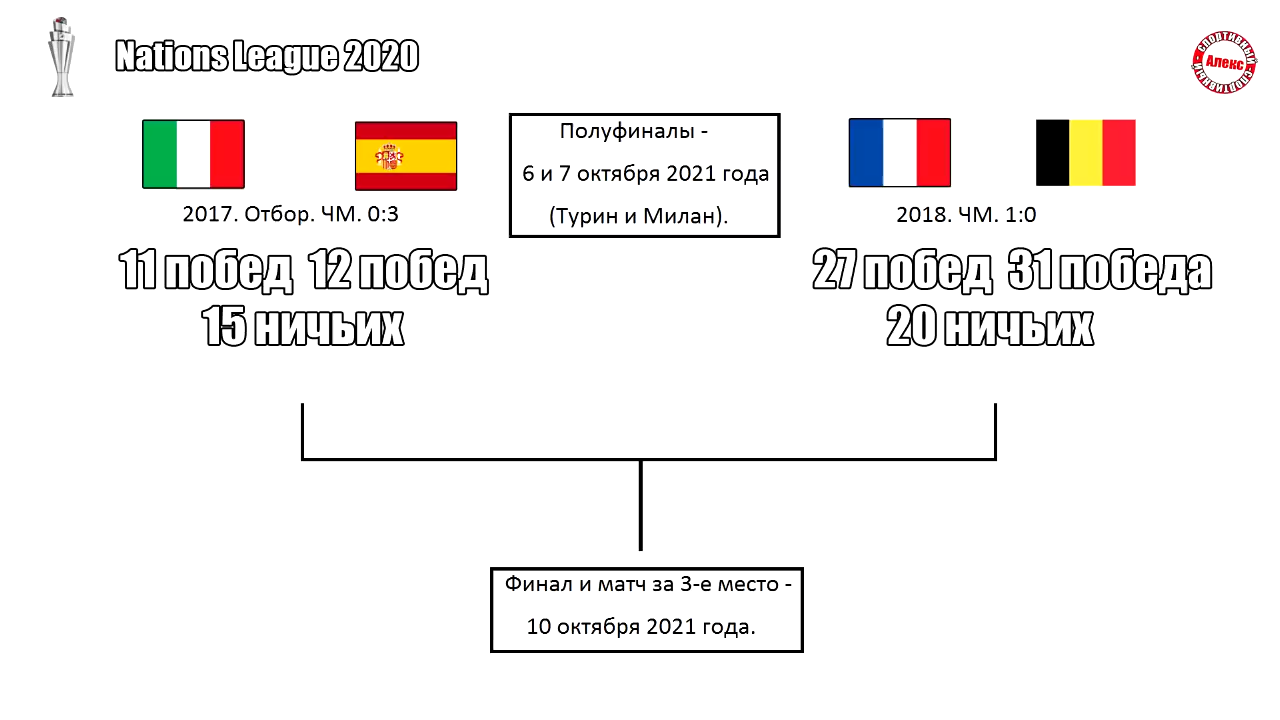 Nations League 2020
СПОРТИВНЫЙ
Алекс
СПОРТИВНЫЙ
Полуфиналы -
6 и 7 октября 2021 года
(Турин и Милан).
2017. Отбор. ЧМ. 0:3
11 побед 12 побед
15 ничьих
2018. ЧМ. 1:0
27 побед 31 победа
20 ничьих
Финал и матч за 3-е место -
10 октября 2021 года.